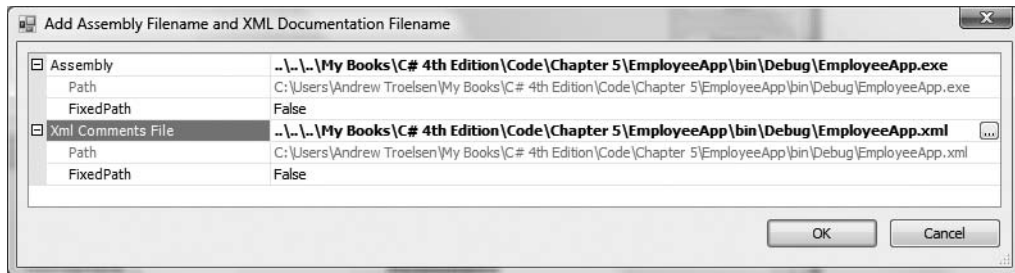 Add Assembly Filename and XML Documentation Filename
Assembly ..\..\..\My Books\C# 4th Edition\Code\Chapter 5\EmployeeApp\bin\Debug\EmployeeApp.exe
Path C:\Users\Andrew Troelsen\My Books\C# 4th Edition\Code\Chapter 5\EmployeeApp\bin\Debug\EmployeeApp.exe
FixedPath False
Xml Comments File ..\..\..\My Books\C# 4th Edition\Code\Chapter 5\EmployeeApp\bin\Debug\EmployeeApp.xml ...
Path C:\Users\Andrew Troelsen\My Books\C# 4th Edition\Code\Chapter 5\EmployeeApp\bin\Debug\EmployeeApp.xml
FixedPath False
OK Cancel